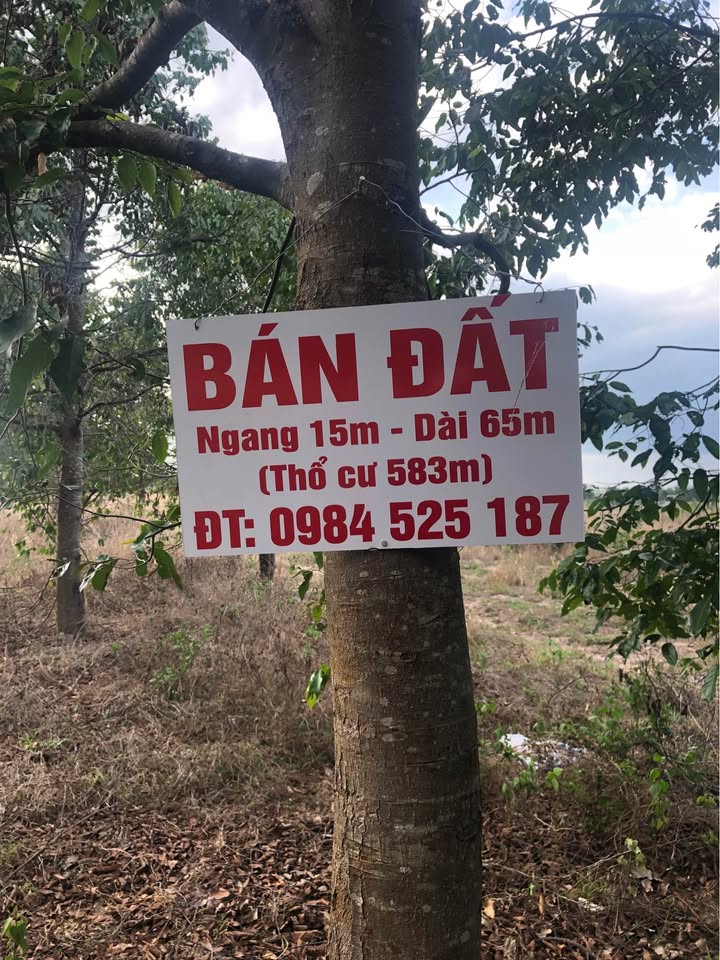 BÁN ĐẤT
Ngang 15m - Dài 65m
(Thổ cư 583m)
ĐT: 0984 525 187